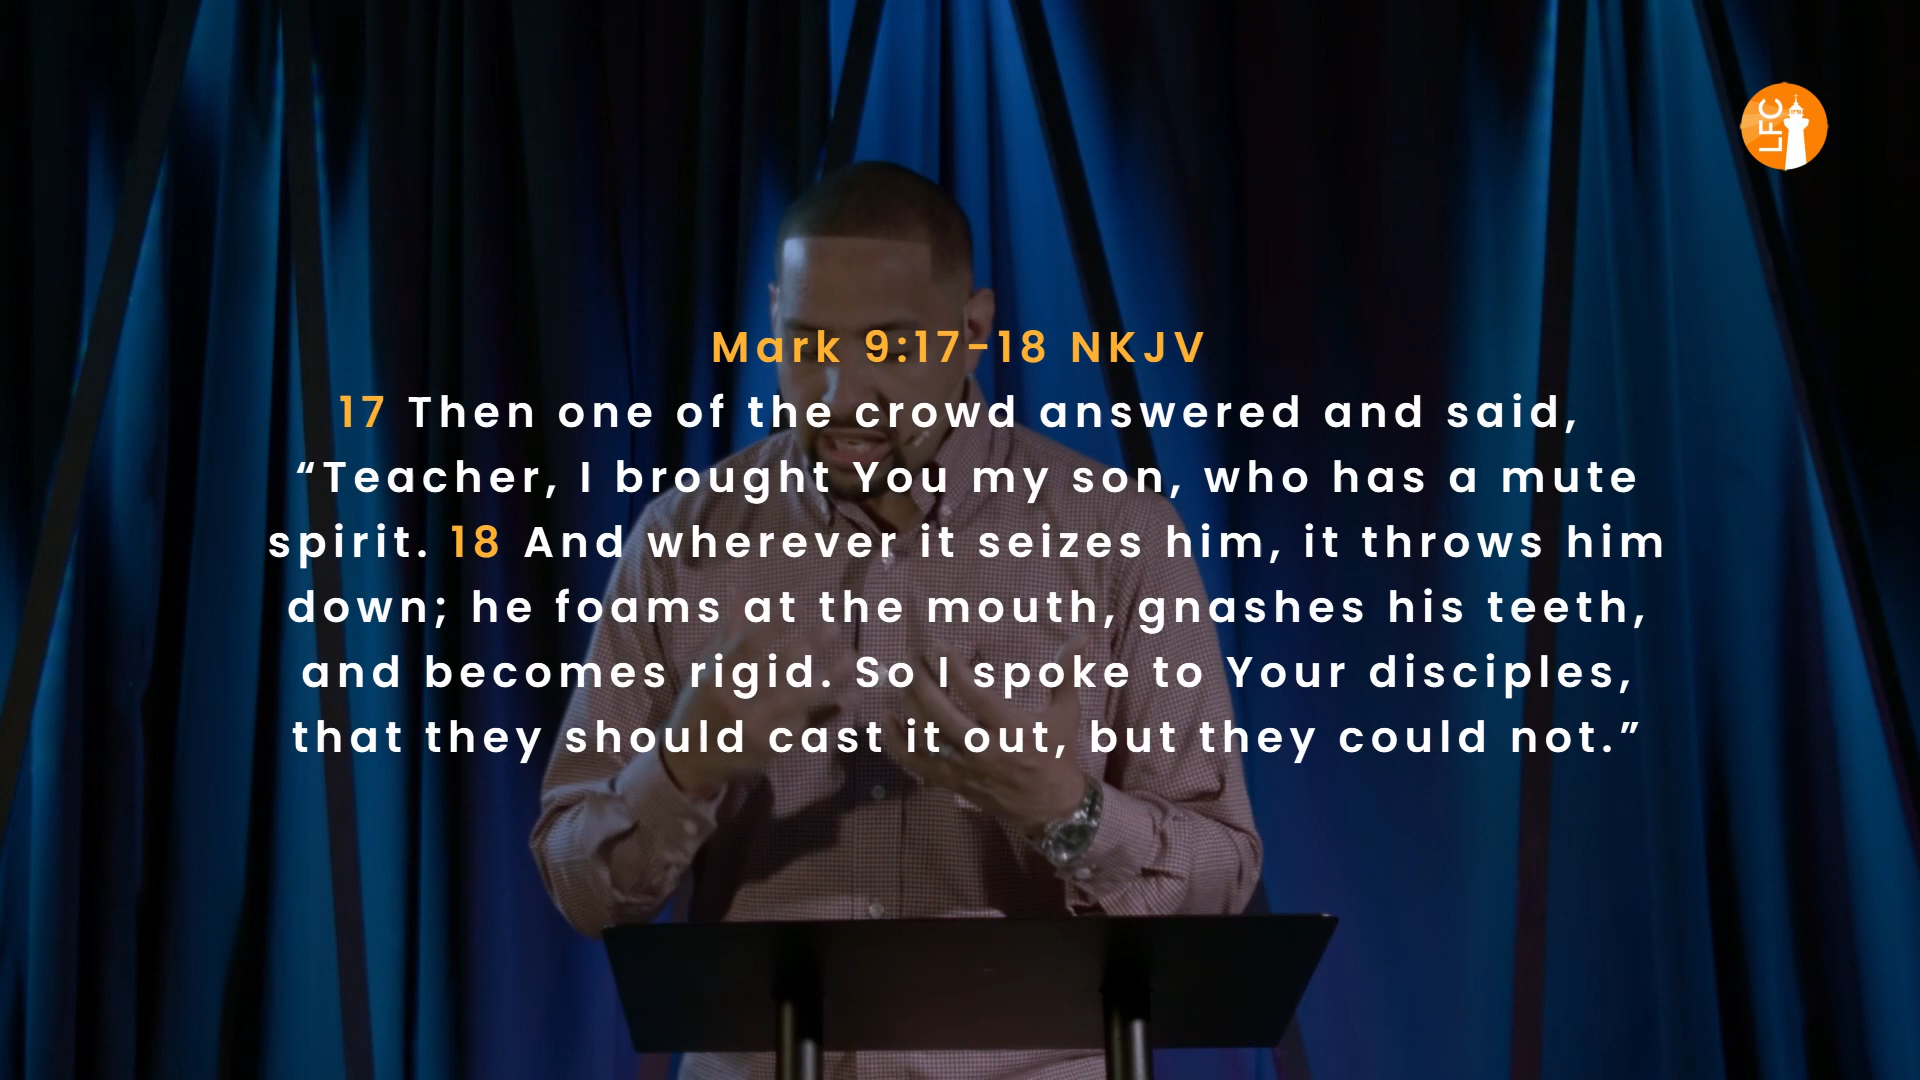 LFC
Mark 9:17-18 NKJV
17 Then one of the crowd answered and said,
“Teacher, I brought You my son, who has a mute
spirit. 18 And wherever it seizes him, it throws him
down; he foams at the mouth, gnashes his teeth,
and becomes rigid. So I spoke to Your disciples,
that they should cast it out, but they could not.”